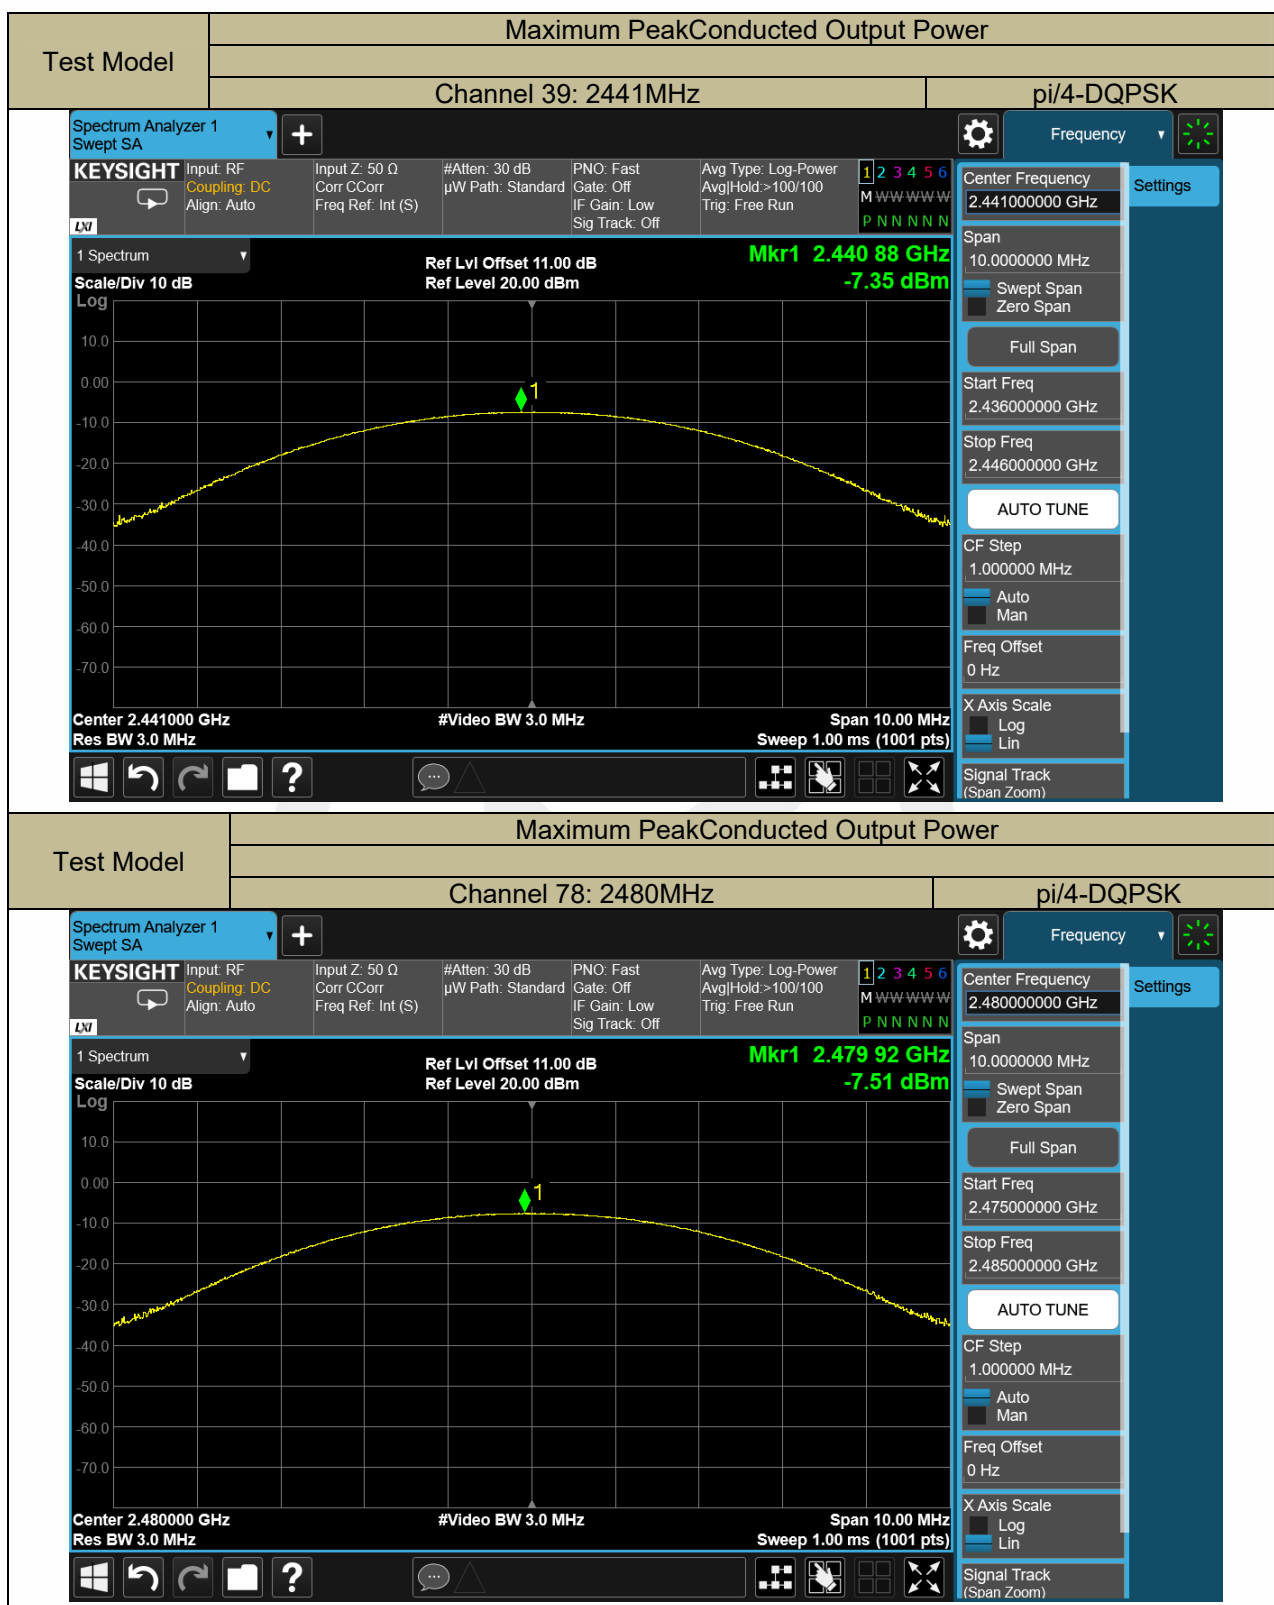 Maximum PeakConducted Output Power
Test Model
Channel 39: 2441MHz pi/4-DQPSK
Spectrum Analyzer 1
Swept SA
Frequency
KEYSIGHT
LXI
Input: RF
Coupling: DC
Align: Auto
Input Z: 50 Ω
Corr CCorr
Freq Ref: Int (S)
#Atten: 30 dB
µW Path: Standard
PNO: Fast
Gate: Off
IF Gain: Low
Sig Track: Off
Avg Type: Log-Power
Avg|Hold:>100/100
Trig: Free Run
1 2 3 4 5 6
M W W W W W
P N N N N N
1 Spectrum
Scale/Div 10 dB
Log
Ref Lvl Offset 11.00 dB
Ref Level 20.00 dBm
Mkr1 2.440 88 GHz
-7.35 dBm
10.0
0.00
-10.0
-20.0
-30.0
-40.0
-50.0
-60.0
-70.0
1
Center 2.441000 GHz
Res BW 3.0 MHz
#Video BW 3.0 MHz
Span 10.00 MHz
Sweep 1.00 ms (1001 pts)
Center Frequency
2.441000000 GHz
Span
10.0000000 MHz
Swept Span
Zero Span
Full Span
Start Freq
2.436000000 GHz
Stop Freq
2.446000000 GHz
AUTO TUNE
CF Step
1.000000 MHz
Auto
Man
Freq Offset
0 Hz
X Axis Scale
Log
Lin
Signal Track
(Span Zoom)
Settings
?
Maximum PeakConducted Output Power
Test Model
Channel 78: 2480MHz pi/4-DQPSK
Spectrum Analyzer 1
Swept SA
Frequency
KEYSIGHT
LXI
Input: RF
Coupling: DC
Align: Auto
Input Z: 50 Ω
Corr CCorr
Freq Ref: Int (S)
#Atten: 30 dB
µW Path: Standard
PNO: Fast
Gate: Off
IF Gain: Low
Sig Track: Off
Avg Type: Log-Power
Avg|Hold:>100/100
Trig: Free Run
1 2 3 4 5 6
M W W W W W
P N N N N N
1 Spectrum
Scale/Div 10 dB
Log
Ref Lvl Offset 11.00 dB
Ref Level 20.00 dBm
Mkr1 2.479 92 GHz
-7.51 dBm
10.0
0.00
-10.0
-20.0
-30.0
-40.0
-50.0
-60.0
-70.0
1
Center 2.480000 GHz
Res BW 3.0 MHz
#Video BW 3.0 MHz
Span 10.00 MHz
Sweep 1.00 ms (1001 pts)
Center Frequency
2.480000000 GHz
Span
10.0000000 MHz
Swept Span
Zero Span
Full Span
Start Freq
2.475000000 GHz
Stop Freq
2.485000000 GHz
AUTO TUNE
CF Step
1.000000 MHz
Auto
Man
Freq Offset
0 Hz
X Axis Scale
Log
Lin
Signal Track
(Span Zoom)
Settings
?